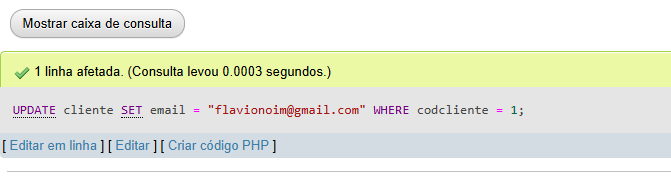 Mostrar caixa de consulta
1 linha afetada. (Consulta levou 0.0003 segundos.)
UPDATE cliente SET email = "flavionoim@gmail.com" WHERE codcliente = 1;
[ Editar em linha ] [ Editar ] [ Criar código PHP ]